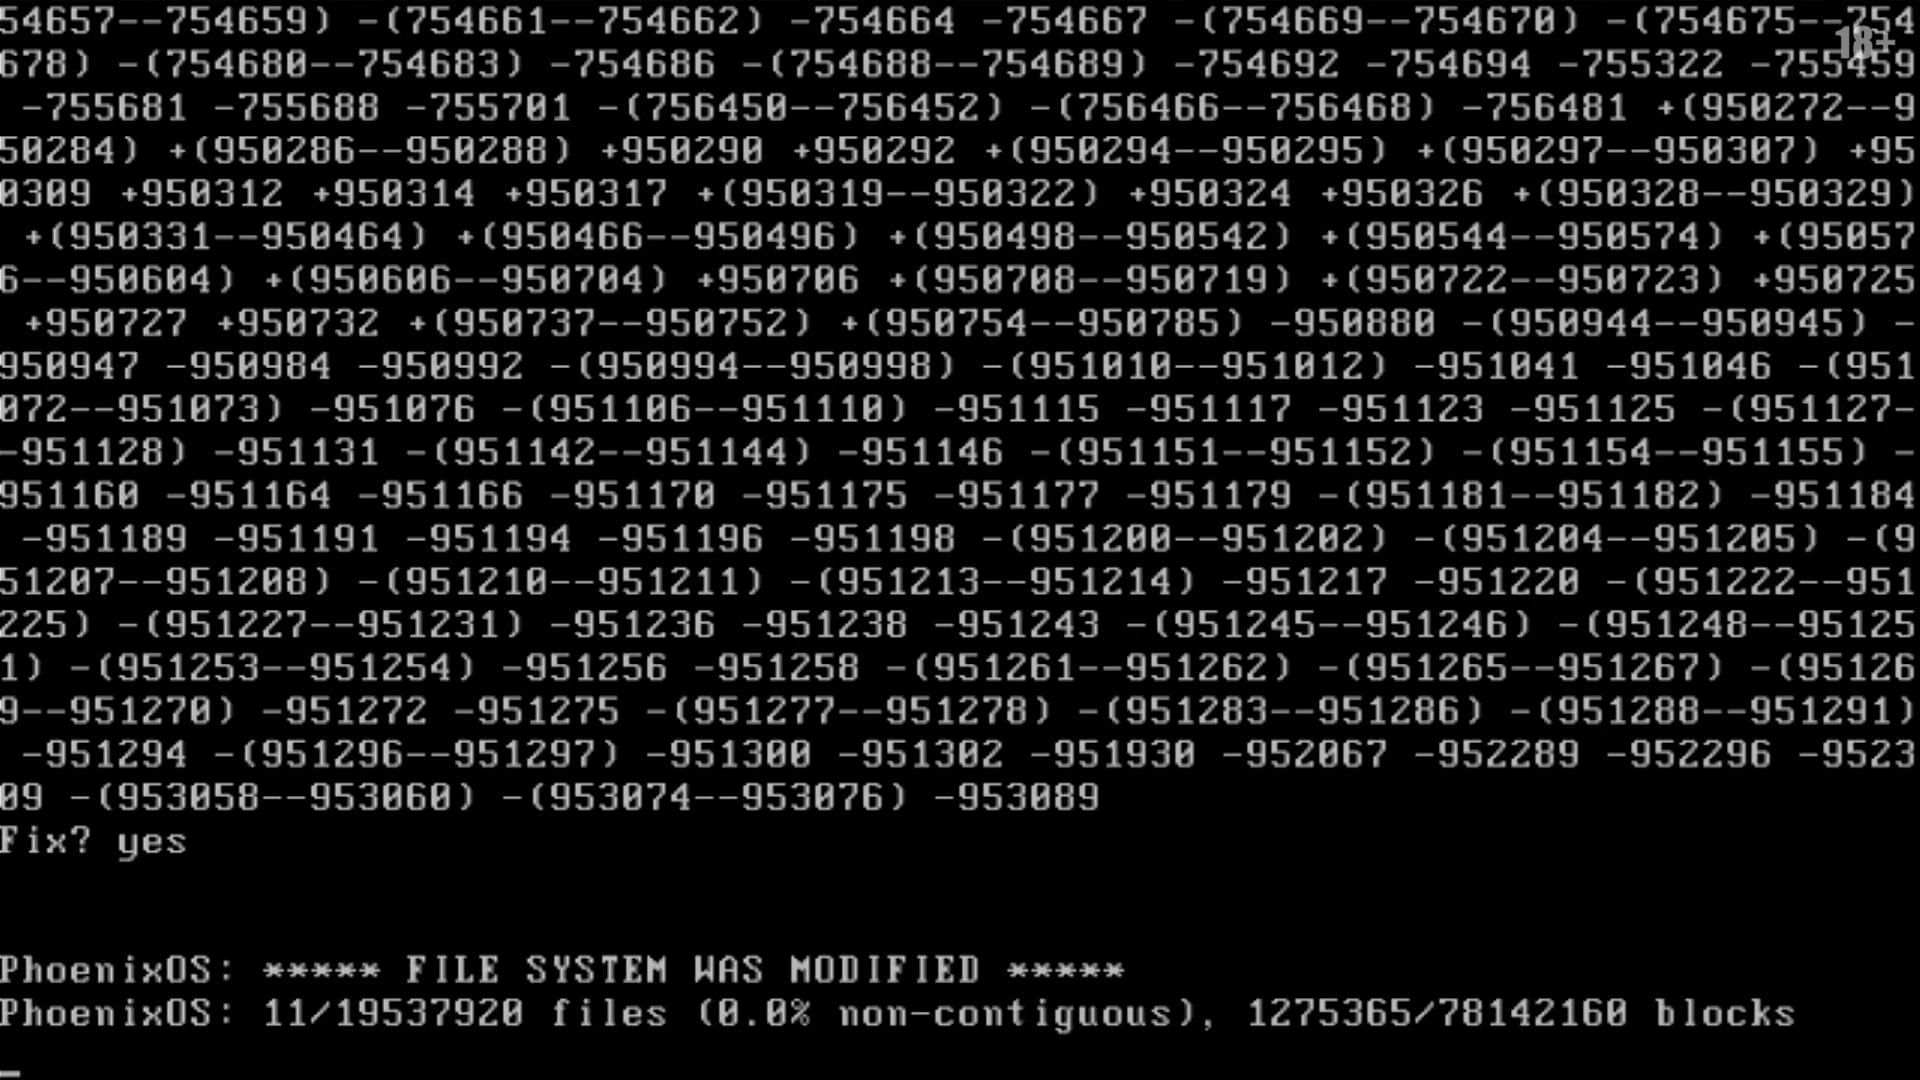 54657--754659) -(754661--754662) -754664 -754667 -(754669--754670) -(754675--754
18+
678) -(754680--754683) -754686 -(754688--754689) -754692 -754694 -755322 -755459
 -755681 -755688 -755701 -(756450--756452) -(756466--756468) -756481 +(950272--9
50284) +(950286--950288) +950290 +950292 +(950294--950295) +(950297--950307) +95
0309 +950312 +950314 +950317 +(950319--950322) +950324 +950326 +(950328--950329)
 +(950331--950464) +(950466--950496) +(950498--950542) +(950544--950574) +(95057
6--950604) +(950606--950704) +950706 +(950708--950719) +(950722--950723) +950725
 +950727 +950732 +(950737--950752) +(950754--950785) -950880 -(950944--950945) -
950947 -950984 -950992 -(950994--950998) -(951010--951012) -951041 -951046 -(951
072--951073) -951076 -(951106--951110) -951115 -951117 -951123 -951125 -(951127-
-951128) -951131 -(951142--951144) -951146 -(951151--951152) -(951154--951155) -
951160 -951164 -951166 -951170 -951175 -951177 -951179 -(951181--951182) -951184
 -951189 -951191 -951194 -951196 -951198 -(951200--951202) -(951204--951205) -(9
51207--951208) -(951210--951211) -(951213--951214) -951217 -951220 -(951222--951
225) -(951227--951231) -951236 -951238 -951243 -(951245--951246) -(951248--95125
1) -(951253--951254) -951256 -951258 -(951261--951262) -(951265--951267) -(95126
9--951270) -951272 -951275 -(951277--951278) -(951283--951286) -(951288--951291)
 -951294 -(951296--951297) -951300 -951302 -951930 -952067 -952289 -952296 -9523
09 -(953058--953060) -(953074--953076) -953089
Fix? yes
PhoenixOS: ***** FILE SYSTEM WAS MODIFIED *****
PhoenixOS: 11/19537920 files (0.0% non-contiguous), 1275365/78142160 blocks